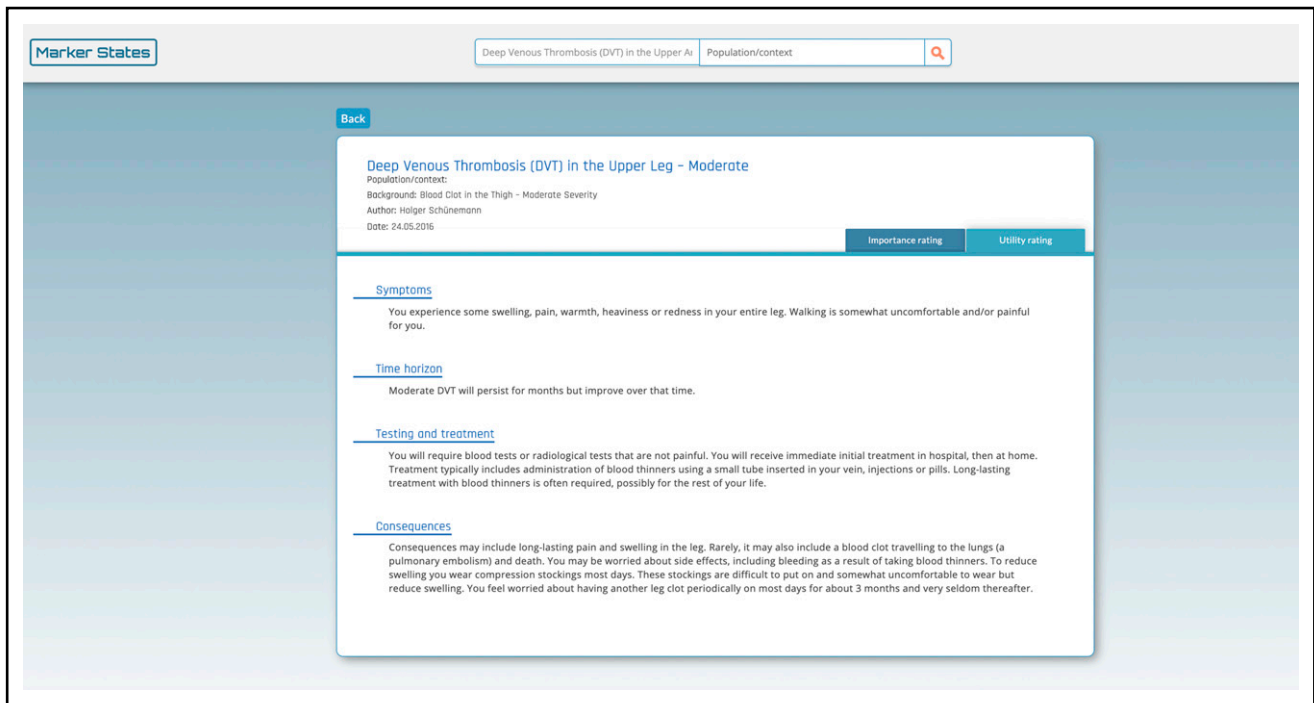 Marker States
Deep Venous Thrombosis (DVT) in the Upper Ar
Population/context
Back
Deep Venous Thrombosis (DVT) in the Upper Leg – Moderate
Population/context:
Background: Blood Clot in the Thigh – Moderate Severity
Author: Holger Schünemann
Date: 24.05.2016
Importance rating
Utility rating
Symptoms
You experience some swelling, pain, warmth, heaviness or redness in your entire leg. Walking is somewhat uncomfortable and/or painful
for you.
Time horizon
Moderate DVT will persist for months but improve over that time.
Testing and treatment
You will require blood tests or radiological tests that are not painful. You will receive immediate initial treatment in hospital, then at home.
Treatment typically includes administration of blood thinners using a small tube inserted in your vein, injections or pills. Long-lasting
treatment with blood thinners is often required, possibly for the rest of your life.
Consequences
Consequences may include long-lasting pain and swelling in the leg. Rarely, it may also include a blood clot travelling to the lungs (a
pulmonary embolism) and death. You may be worried about side effects, including bleeding as a result of taking blood thinners. To reduce
swelling you wear compression stockings most days. These stockings are difficult to put on and somewhat uncomfortable to wear but
reduce swelling. You feel worried about having another leg clot periodically on most days for about 3 months and very seldom thereafter.